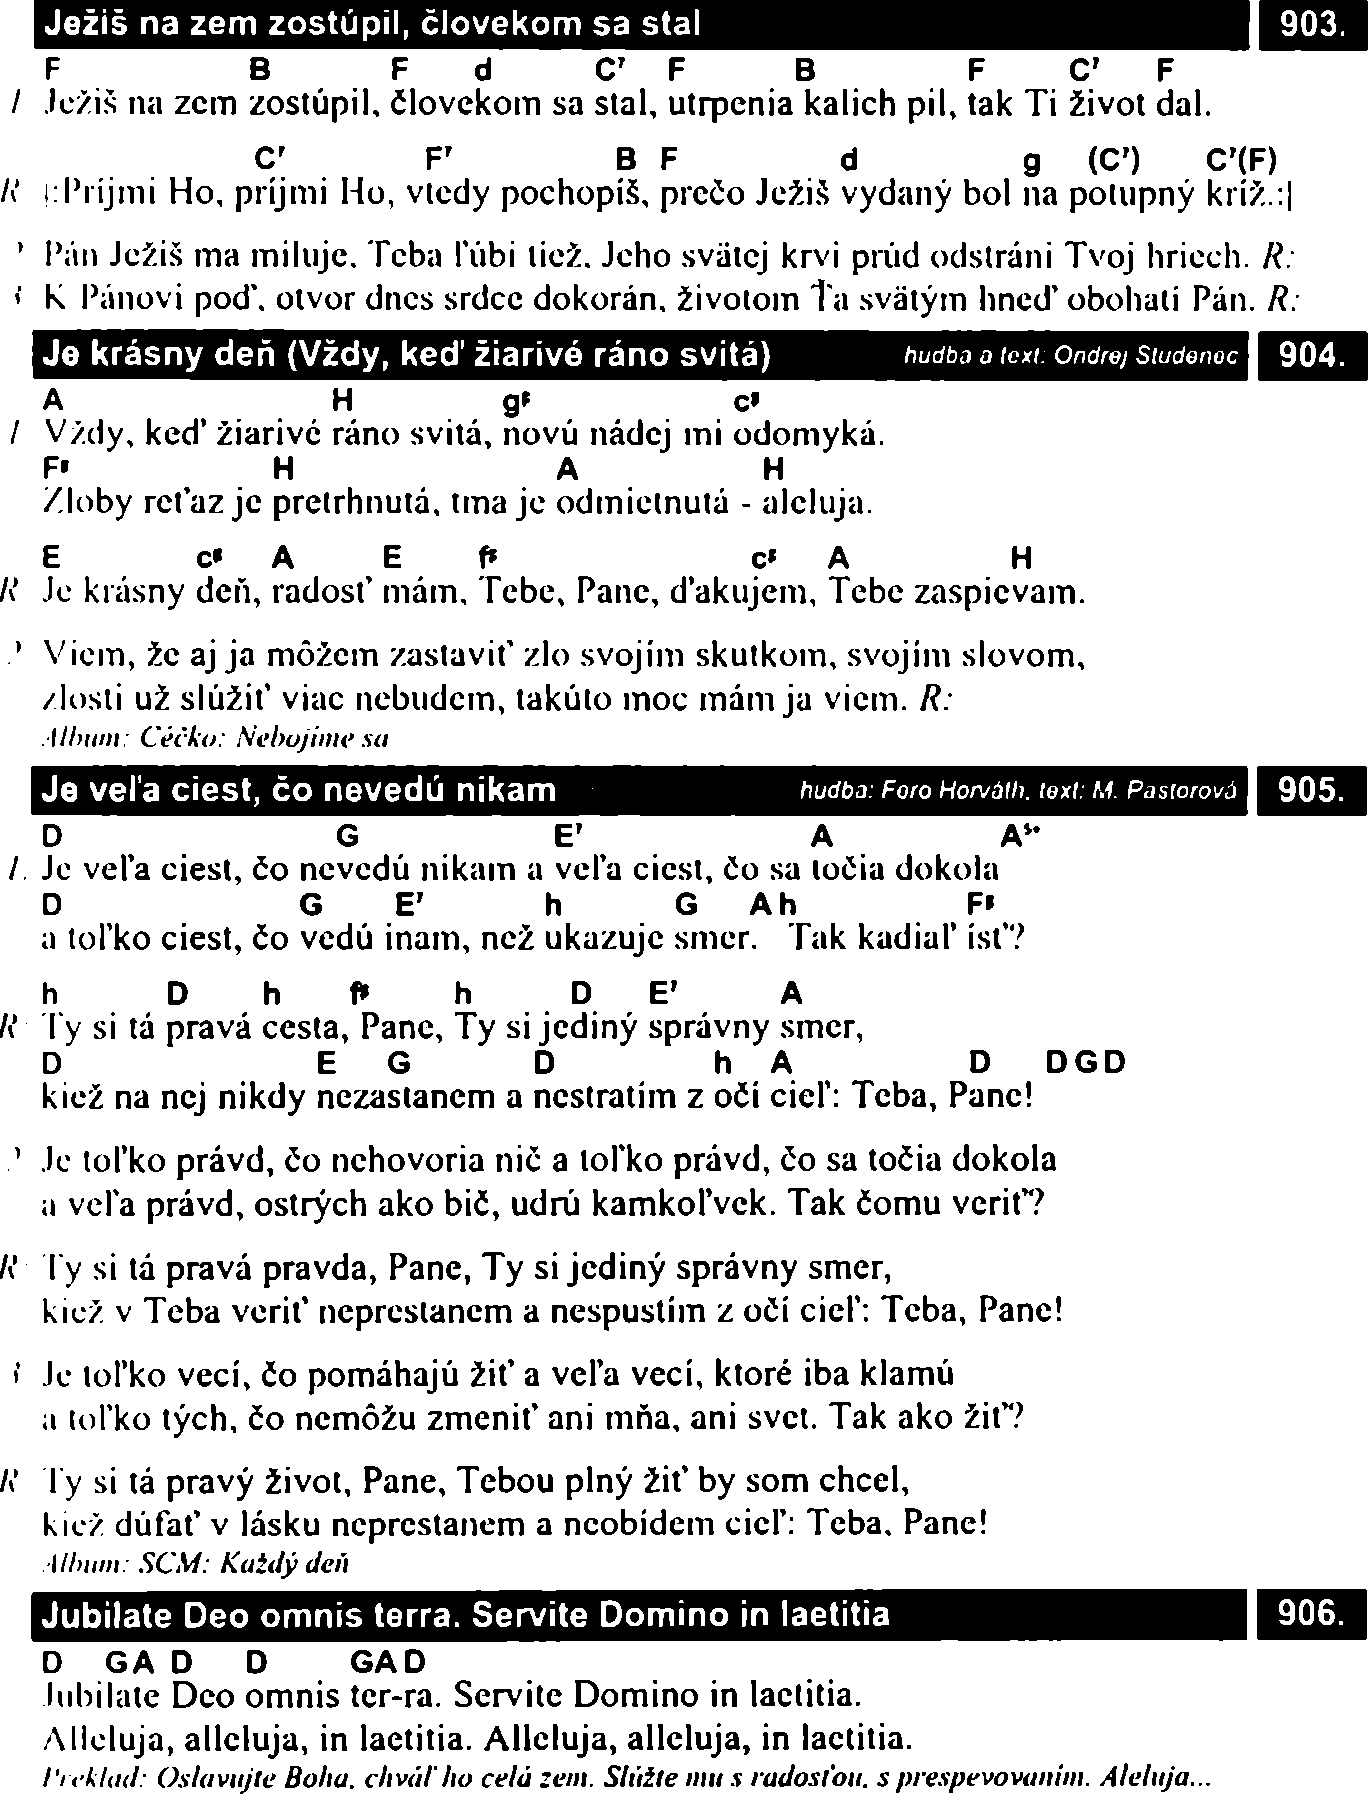 Ježiš na zem zostúpil, človekom sa stal 903.
F B F d C⁷ F B F C⁷ F
1 Ježiš na zem zostúpil, človekom sa stal, utrpenia kalich pil, tak Ti život dal.
C⁷ F⁷ B F d g (C⁷) C⁷(F)
R |:Príjmi Ho, príjmi Ho, vtedy pochopíš, prečo Ježiš vydaný bol na potupný kríž.:|
2 Pán Ježiš ma miluje, Teba ľúbi tiež. Jeho svätej krvi prúd odstráni Tvoj hriech. R:
3 K Pánovi poď, otvor dnes srdce dokorán, životom Ťa svätým hneď obohatí Pán. R:
Je krásny deň (Vždy, keď žiarivé ráno svitá) hudba a text: Ondrej Studenec 904.
A H g# c#
1 Vždy, keď žiarivé ráno svitá, novú nádej mi odomyká.
F# H A H
Zloby reťaz je pretrhnutá, tma je odmietnutá - aleluja.
E c# A E f# c# A H
R Je krásny deň, radosť mám, Tebe, Pane, ďakujem, Tebe zaspievam.
2 Viem, že aj ja môžem zastaviť zlo svojím skutkom, svojím slovom,
zlosti už slúžiť viac nebudem, takúto moc mám ja viem. R:
Album: Céčko: Nebojíme sa
Je veľa ciest, čo nevedú nikam hudba: Fero Horváth, text: M. Pastorová 905.
D G E⁷ A A⁵⁺
1. Je veľa ciest, čo nevedú nikam a veľa ciest, čo sa točia dokola
D G E⁷ h G A h F#
a toľko ciest, čo vedú inam, než ukazuje smer. Tak kadiaľ ísť?
h D h f# h D E⁷ A
R Ty si tá pravá cesta, Pane, Ty si jediný správny smer,
D E G D h A D D G D
kiež na nej nikdy nezastanem a nestratím z očí cieľ: Teba, Pane!
2 Je toľko právd, čo nehovoria nič a toľko právd, čo sa točia dokola
a veľa právd, ostrých ako bič, udrú kamkoľvek. Tak čomu veriť?
R Ty si tá pravá pravda, Pane, Ty si jediný správny smer,
kiež v Teba veriť neprestanem a nespustím z očí cieľ: Teba, Pane!
3 Je toľko vecí, čo pomáhajú žiť a veľa vecí, ktoré iba klamú
a toľko tých, čo nemôžu zmeniť ani mňa, ani svet. Tak ako žiť?
R Ty si tá pravý život, Pane, Tebou plný žiť by som chcel,
kiež dúfať v lásku neprestanem a neobídem cieľ: Teba, Pane!
Album: SCM: Každý deň
Jubilate Deo omnis terra. Servite Domino in laetitia 906.
D G A D D G A D
Jubilate Deo omnis ter-ra. Servite Domino in laetitia.
Alleluja, alleluja, in laetitia. Alleluja, alleluja, in laetitia.
Preklad: Oslavujte Boha, chváľ ho celá zem. Slúžte mu s radosťou, s prespevovaním. Aleluja...